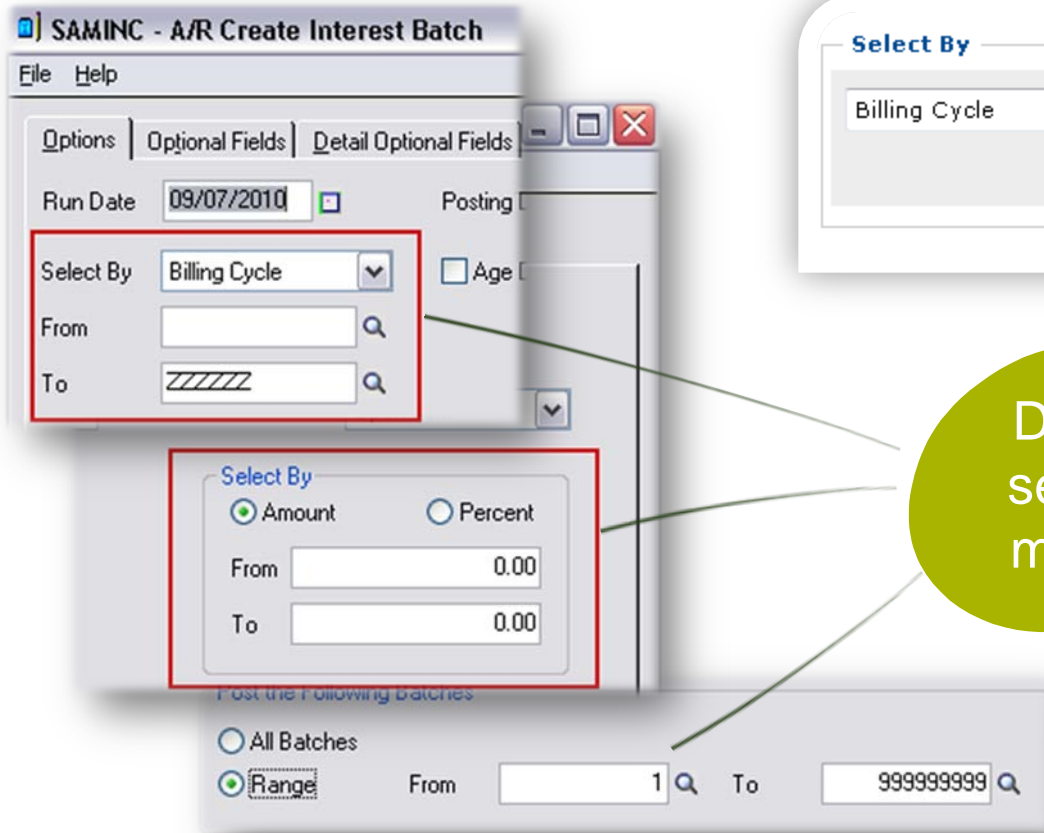 SAMINC - A/R Create Interest Batch
File Help
Options Optional Fields Detail Optional Fields
Run Date 09/07/2010 Posting
Select By Billing Cycle Age
From
To ZZZZZZ
Select By
Amount Percent
From 0.00
To 0.00
Post the Following Batches
All Batches
Range From 1 To 999999999
Select By
Billing Cycle
D
se
m